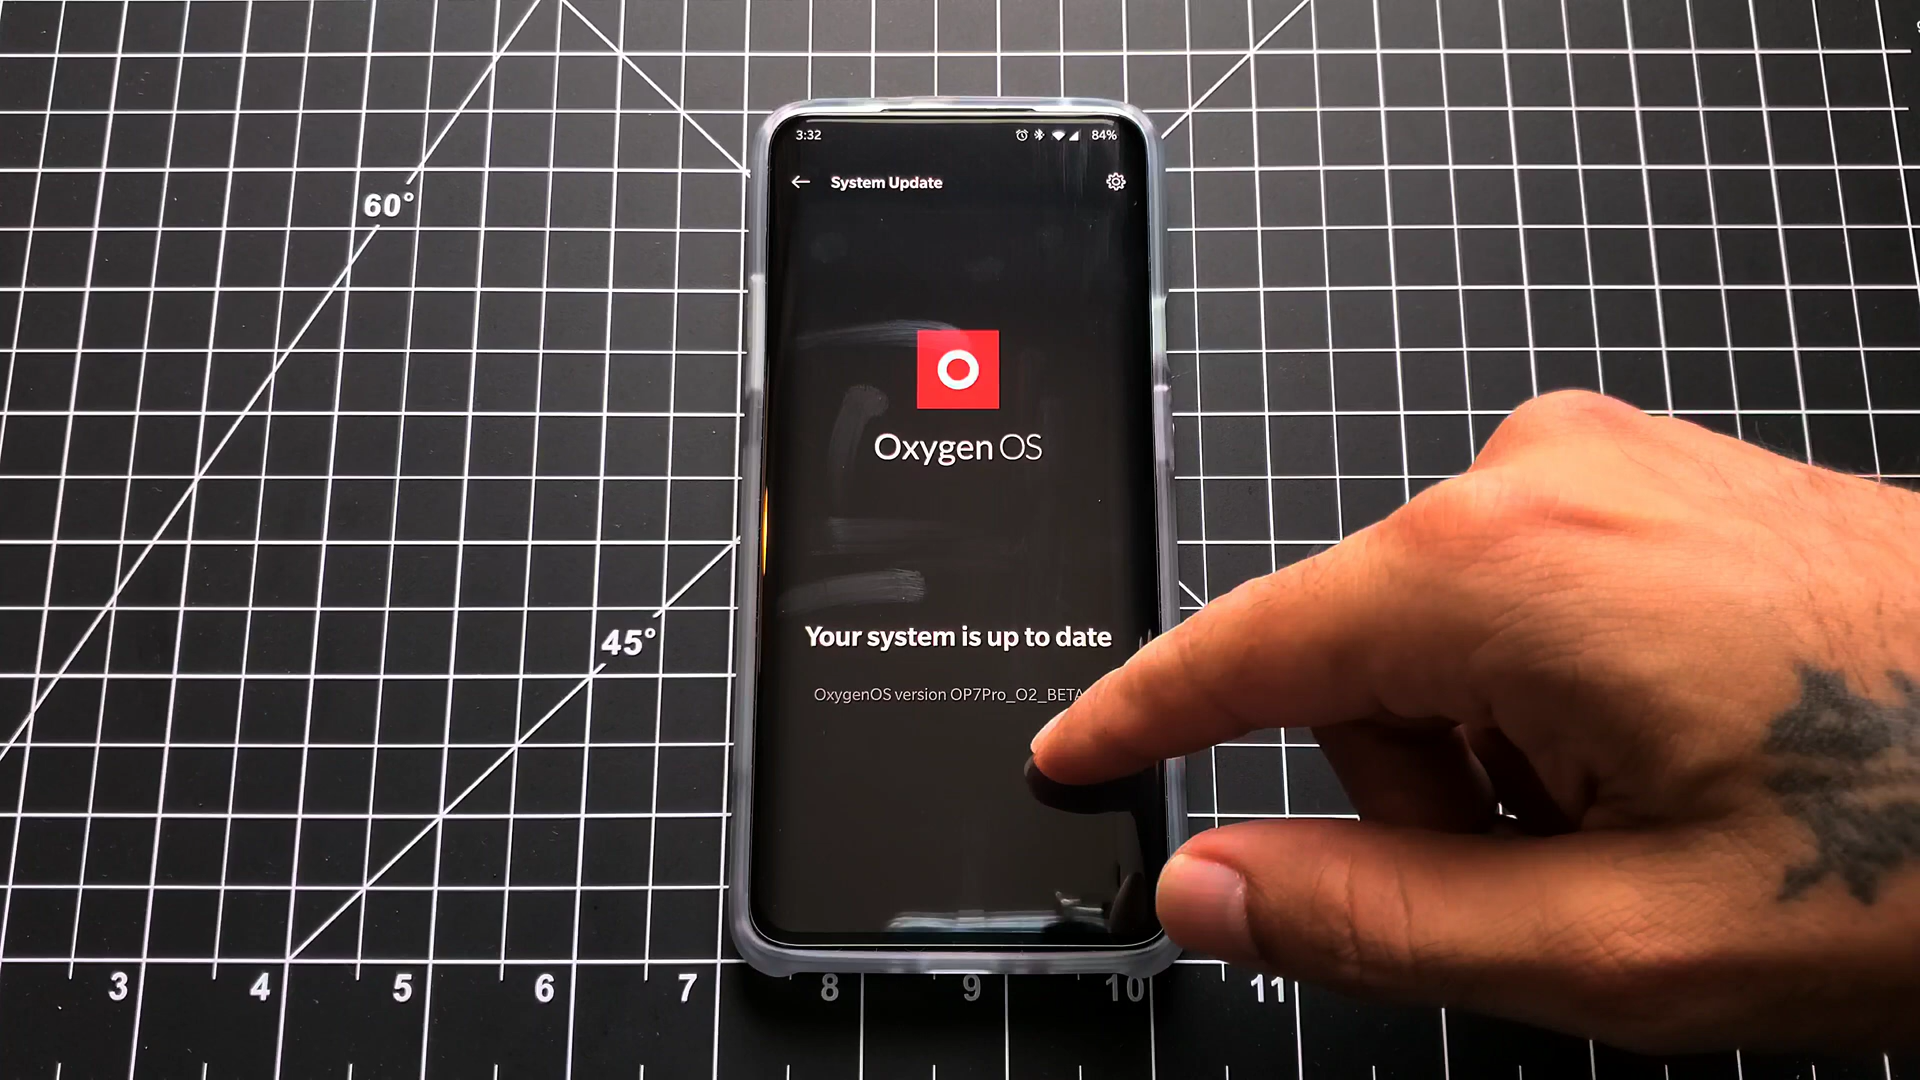 3:32 84%
System Update
Oxygen OS
Your system is up to date
OxygenOS version OP7Pro_O2_BETA
60°
45°
3 4 5 6 7 8 9 10 11